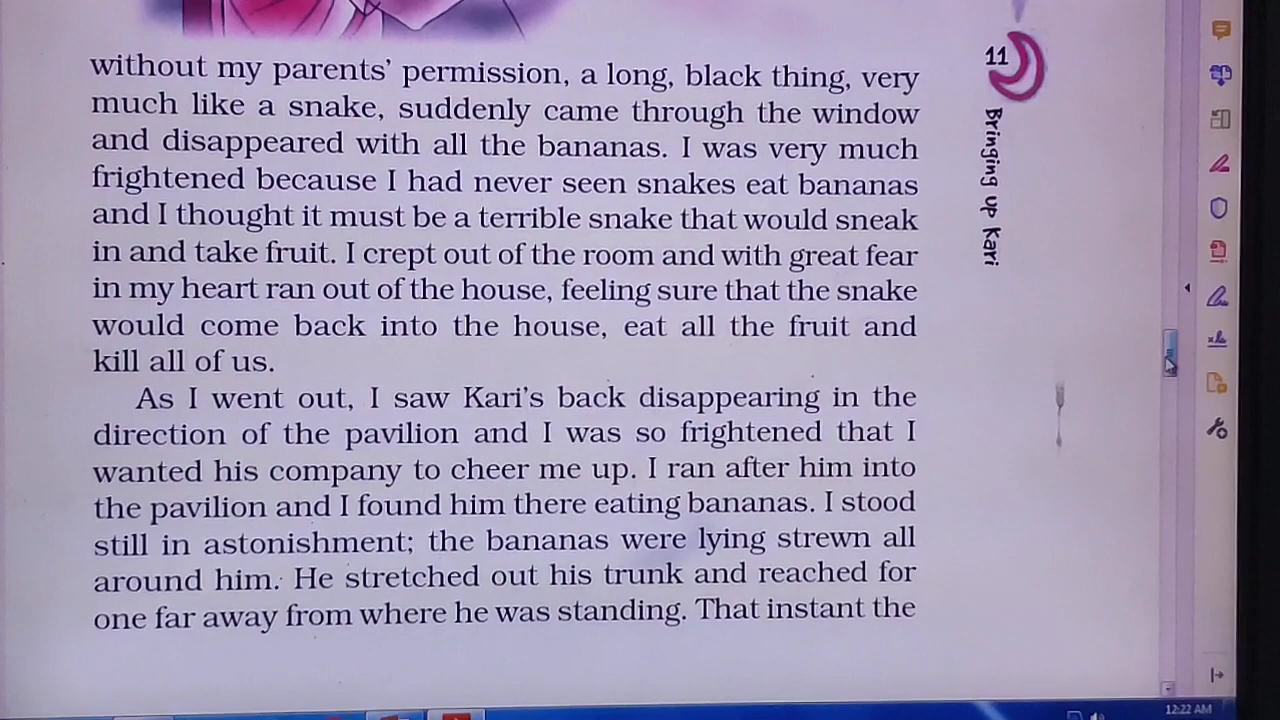 without my parents' permission, a long, black thing, very
much like a snake, suddenly came through the window
and disappeared with all the bananas. I was very much
frightened because I had never seen snakes eat bananas
and I thought it must be a terrible snake that would sneak
in and take fruit. I crept out of the room and with great fear
in my heart ran out of the house, feeling sure that the snake
would come back into the house, eat all the fruit and
kill all of us.
As I went out, I saw Kari's back disappearing in the
direction of the pavilion and I was so frightened that I
wanted his company to cheer me up. I ran after him into
the pavilion and I found him there eating bananas. I stood
still in astonishment; the bananas were lying strewn all
around him. He stretched out his trunk and reached for
one far away from where he was standing. That instant the
11
Bringing up Kari
12:22 AM